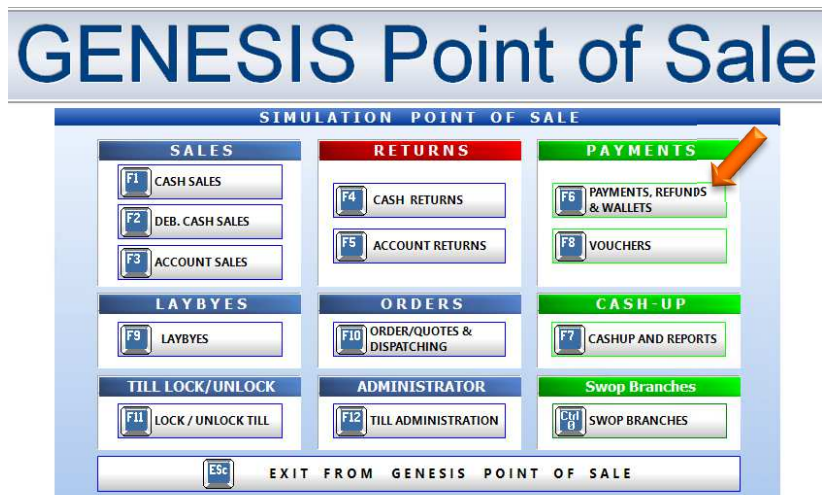 GENESIS Point of Sale
SIMULATION POINT OF SALE
SALES
F1 CASH SALES
F2 DEB. CASH SALES
F3 ACCOUNT SALES
RETURNS
F4 CASH RETURNS
F5 ACCOUNT RETURNS
PAYMENTS
F6 PAYMENTS, REFUNDS
& WALLETS
F8 VOUCHERS
LAYBYES
F9 LAYBYES
ORDERS
F10 ORDER/QUOTES &
DISPATCHING
CASH-UP
F7 CASHUP AND REPORTS
TILL LOCK/UNLOCK
F11 LOCK / UNLOCK TILL
ADMINISTRATOR
F12 TILL ADMINISTRATION
Swop Branches
Ctrl
0 SWOP BRANCHES
ESc EXIT FROM GENESIS POINT OF SALE